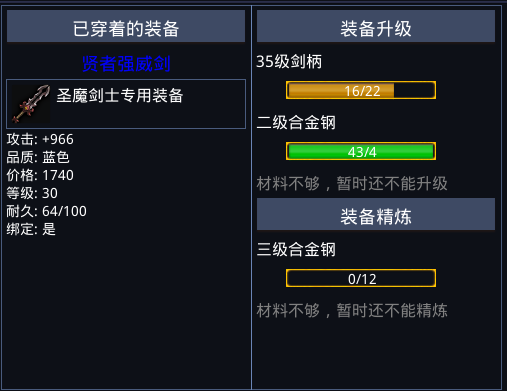 已穿着的装备
贤者强威剑
圣魔剑士专用装备
攻击: +966
品质: 蓝色
价格: 1740
等级: 30
耐久: 64/100
绑定: 是
装备升级
35级剑柄
16/22
二级合金钢
43/4
材料不够，暂时还不能升级
装备精炼
三级合金钢
0/12
材料不够，暂时还不能精炼